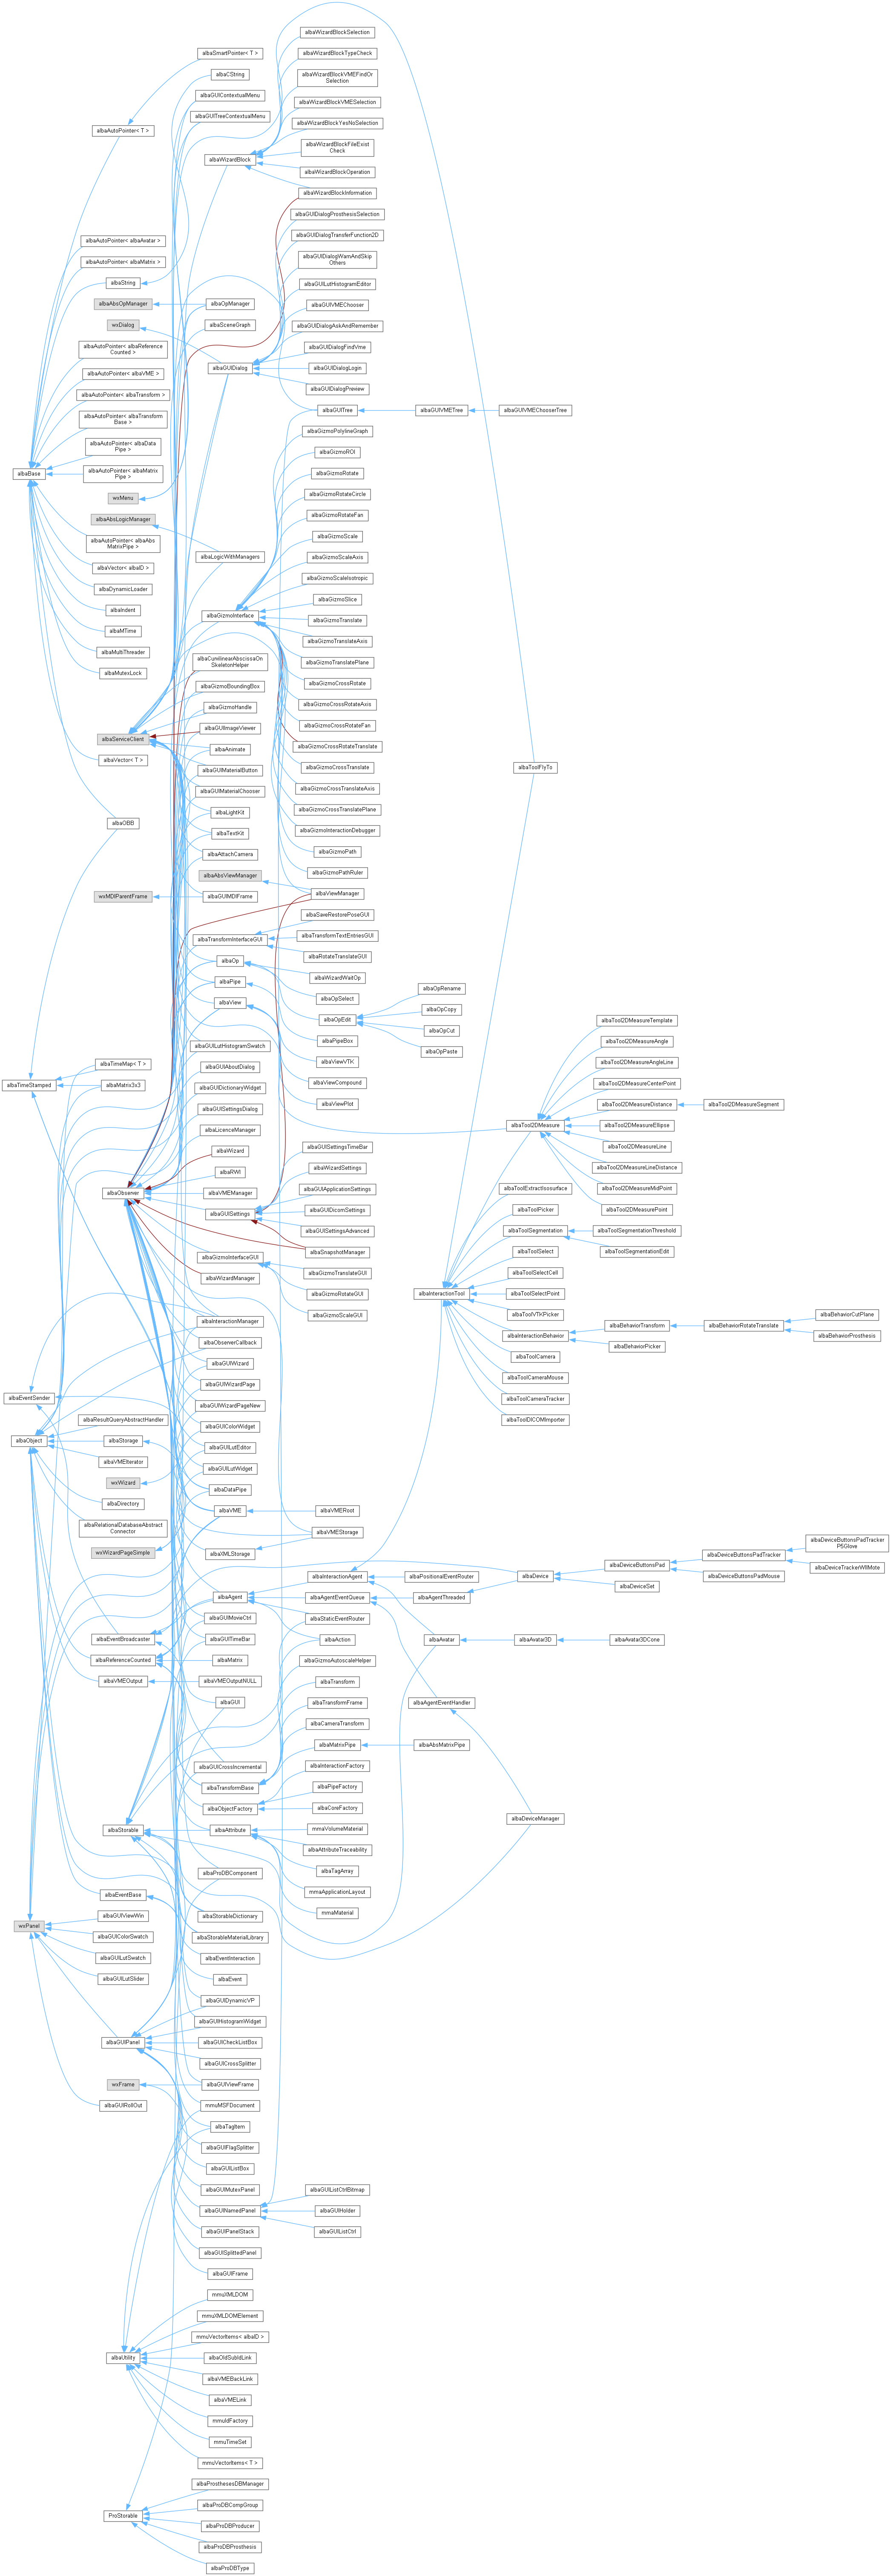 albaWizardBlockSelection
albaSmartPointer< T >
albaWizardBlockTypeCheck
albaCString
albaWizardBlockVMEFindOr
Selection
albaGUIContextualMenu
albaWizardBlockVMESelection
albaGUITreeContextualMenu
albaWizardBlockYesNoSelection
albaAutoPointer< T >
albaWizardBlockFileExist
Check
albaWizardBlock
albaWizardBlockOperation
albaWizardBlockInformation
albaGUIDialogProsthesisSelection
albaGUIDialogTransferFunction2D
albaAutoPointer< albaAvatar >
albaGUIDialogWarnAndSkip
Others
albaAutoPointer< albaMatrix >
albaString
albaGUILutHistogramEditor
albaAbsOpManager
albaOpManager
albaGUIVMEChooser
wxDialog
albaSceneGraph
albaGUIDialogAskAndRemember
albaAutoPointer< albaReference
Counted >
albaGUIDialogFindVme
albaAutoPointer< albaVME >
albaGUIDialog
albaGUIDialogLogin
albaAutoPointer< albaTransform >
albaGUIDialogPreview
albaAutoPointer< albaTransform
Base >
albaGUITree
albaGUIVMETree
albaGUIVMEChooserTree
albaAutoPointer< albaData
Pipe >
albaGizmoPolylineGraph
albaGizmoROI
albaBase
albaAutoPointer< albaMatrix
Pipe >
albaGizmoRotate
wxMenu
albaGizmoRotateCircle
albaAbsLogicManager
albaGizmoRotateFan
albaAutoPointer< albaAbs
MatrixPipe >
albaGizmoScale
albaLogicWithManagers
albaGizmoScaleAxis
albaVector< albaID >
albaGizmoScaleIsotropic
albaDynamicLoader
albaGizmoSlice
albaIndent
albaGizmoInterface
albaGizmoTranslate
albaMTime
albaGizmoTranslateAxis
albaMultiThreader
albaCurvilinearAbscissaOn
SkeletonHelper
albaGizmoTranslatePlane
albaMutexLock
albaGizmoBoundingBox
albaGizmoCrossRotate
albaGizmoHandle
albaGizmoCrossRotateAxis
albaGUIImageViewer
albaGizmoCrossRotateFan
albaServiceClient
albaAnimate
albaGizmoCrossRotateTranslate
albaVector< T >
albaGUIMaterialButton
albaGizmoCrossTranslate
albaToolFlyTo
albaGUIMaterialChooser
albaGizmoCrossTranslateAxis
albaLightKit
albaGizmoCrossTranslatePlane
albaOBB
albaTextKit
albaGizmoInteractionDebugger
albaAttachCamera
albaGizmoPath
albaAbsViewManager
albaGizmoPathRuler
wxMDIParentFrame
albaGUIMDIFrame
albaViewManager
albaSaveRestorePoseGUI
albaTransformInterfaceGUI
albaTransformTextEntriesGUI
albaOp
albaRotateTranslateGUI
albaPipe
albaWizardWaitOp
albaOpRename
albaView
albaOpSelect
albaOpCopy
albaOpEdit
albaOpCut
albaTool2DMeasureTemplate
albaPipeBox
albaOpPaste
albaTool2DMeasureAngle
albaGUILutHistogramSwatch
albaViewVTK
albaTool2DMeasureAngleLine
albaTimeMap< T >
albaGUIAboutDialog
albaViewCompound
albaTool2DMeasureCenterPoint
albaTimeStamped
albaMatrix3x3
albaGUIDictionaryWidget
albaViewPlot
albaTool2DMeasureDistance
albaTool2DMeasureSegment
albaGUISettingsDialog
albaTool2DMeasure
albaTool2DMeasureEllipse
albaLicenceManager
albaTool2DMeasureLine
albaWizard
albaGUISettingsTimeBar
albaTool2DMeasureLineDistance
albaRWI
albaWizardSettings
albaTool2DMeasureMidPoint
albaObserver
albaVMEManager
albaGUIApplicationSettings
albaTool2DMeasurePoint
albaGUISettings
albaGUIDicomSettings
albaToolExtractIsosurface
albaGUISettingsAdvanced
albaToolPicker
albaSnapshotManager
albaToolSegmentation
albaToolSegmentationThreshold
albaGizmoInterfaceGUI
albaGizmoTranslateGUI
albaToolSelect
albaToolSegmentationEdit
albaWizardManager
albaGizmoRotateGUI
albaToolSelectCell
albaInteractionTool
albaToolSelectPoint
albaGizmoScaleGUI
albaToolVTKPicker
albaBehaviorCutPlane
albaInteractionManager
albaInteractionBehavior
albaBehaviorTransform
albaBehaviorRotateTranslate
albaObserverCallback
albaBehaviorPicker
albaBehaviorProsthesis
albaGUIWizard
albaToolCamera
albaGUIWizardPage
albaToolCameraMouse
albaEventSender
albaGUIWizardPageNew
albaToolCameraTracker
albaResultQueryAbstractHandler
albaGUIColorWidget
albaToolDICOMImporter
albaObject
albaStorage
albaGUILutEditor
albaVMEIterator
albaGUILutWidget
wxWizard
albaDataPipe
albaDirectory
albaVME
albaVMERoot
albaRelationalDatabaseAbstract
Connector
albaVMEStorage
wxWizardPageSimple
albaXMLStorage
albaDeviceButtonsPadTracker
P5Glove
albaInteractionAgent
albaPositionalEventRouter
albaDevice
albaDeviceButtonsPad
albaDeviceButtonsPadTracker
albaDeviceTrackerWIIMote
albaDeviceSet
albaDeviceButtonsPadMouse
albaAgent
albaAgentEventQueue
albaAgentThreaded
albaGUIMovieCtrl
albaStaticEventRouter
albaEventBroadcaster
albaGUITimeBar
albaAction
albaAvatar
albaAvatar3D
albaAvatar3DCone
albaReferenceCounted
albaMatrix
albaGizmoAutoscaleHelper
albaVMEOutput
albaVMEOutputNULL
albaTransform
albaGUI
albaTransformFrame
albaAgentEventHandler
albaCameraTransform
albaGUICrossIncremental
albaMatrixPipe
albaAbsMatrixPipe
albaTransformBase
albaInteractionFactory
albaObjectFactory
albaPipeFactory
albaCoreFactory
albaDeviceManager
albaStorable
albaAttribute
mmaVolumeMaterial
albaAttributeTraceability
albaProDBComponent
albaTagArray
albaEventBase
mmaApplicationLayout
albaStorableDictionary
mmaMaterial
wxPanel
albaGUIViewWin
albaStorableMaterialLibrary
albaGUIColorSwatch
albaEventInteraction
albaGUILutSwatch
albaEvent
albaGUILutSlider
albaGUIDynamicVP
albaGUIHistogramWidget
albaGUIPanel
albaGUICheckListBox
albaGUICrossSplitter
wxFrame
albaGUIViewFrame
albaGUIRollOut
mmuMSFDocument
albaTagItem
albaGUIFlagSplitter
albaGUIListBox
albaGUIMutexPanel
albaGUIListCtrlBitmap
albaGUINamedPanel
albaGUIHolder
albaGUIPanelStack
albaGUIListCtrl
albaGUISplittedPanel
albaGUIFrame
mmuXMLDOM
mmuXMLDOMElement
mmuVectorItems< albaID >
albaUtility
albaOldSubIdLink
albaVMEBackLink
albaVMELink
mmuIdFactory
mmuTimeSet
mmuVectorItems< T >
albaProsthesesDBManager
albaProDBCompGroup
ProStorable
albaProDBProducer
albaProDBProsthesis
albaProDBType